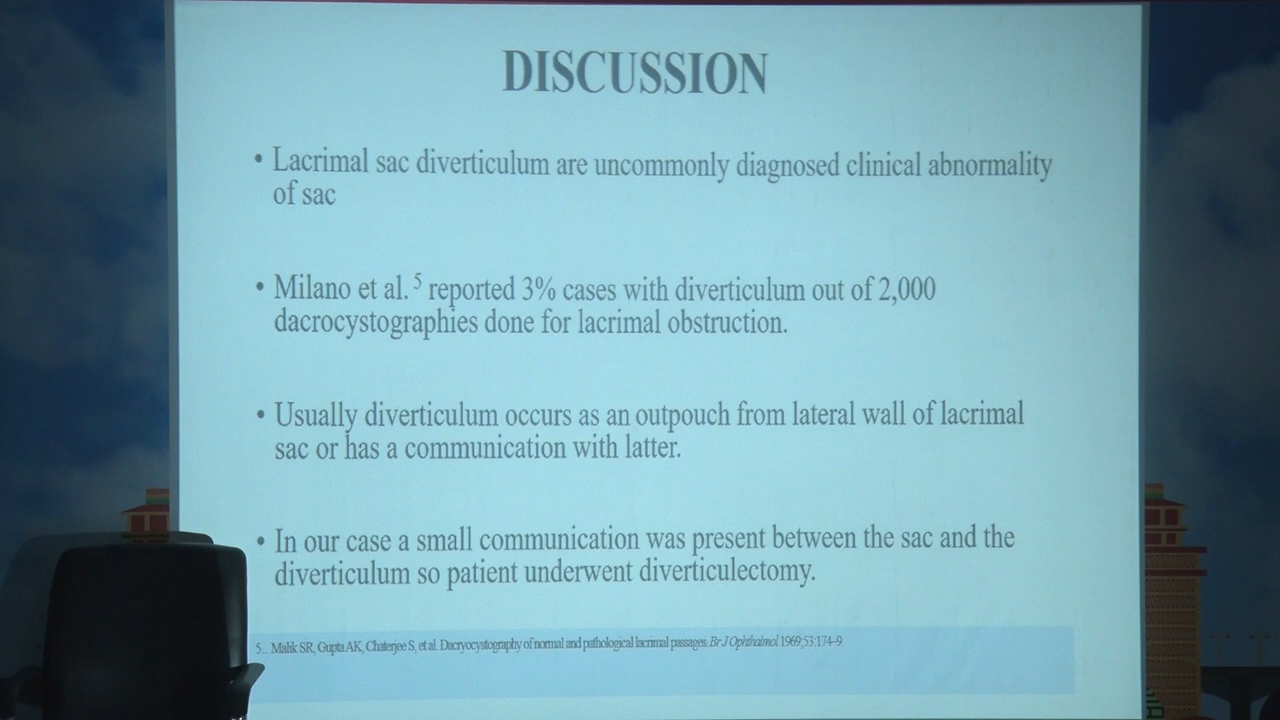 DISCUSSION
• Lacrimal sac diverticulum are uncommonly diagnosed clinical abnormality
of sac
• Milano et al. 5 reported 3% cases with diverticulum out of 2,000
dacrocystographies done for lacrimal obstruction.
• Usually diverticulum occurs as an outpouch from lateral wall of lacrimal
sac or has a communication with latter.
• In our case a small communication was present between the sac and the
diverticulum so patient underwent diverticulectomy.
5.. Malik SR, Gupta AK, Chaterjee S, et al. Dacryocystography of normal and pathological lacrimal passages. Br J Ophthalmol 1969;53:174–9.